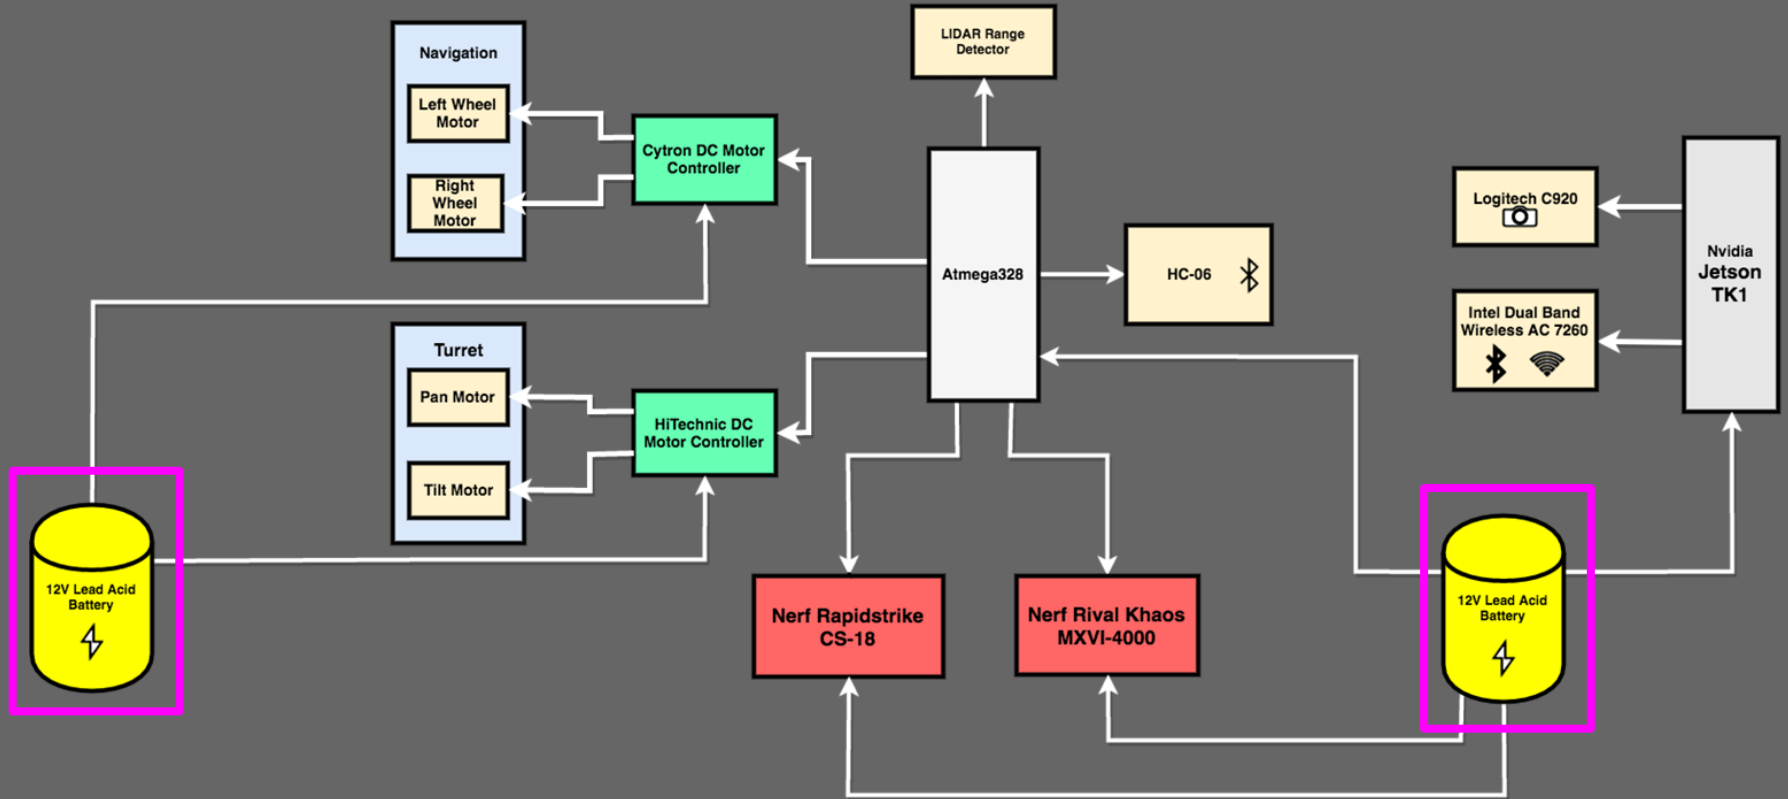 LIDAR Range
Detector
Navigation
Left Wheel
Motor
Right
Wheel
Motor
Cytron DC Motor
Controller
Atmega328
HC-06
Logitech C920
Intel Dual Band
Wireless AC 7260
Nvidia
Jetson
TK1
Turret
Pan Motor
Tilt Motor
HiTechnic DC
Motor Controller
12V Lead Acid
Battery
Nerf Rapidstrike
CS-18
Nerf Rival Khaos
MXVI-4000
12V Lead Acid
Battery